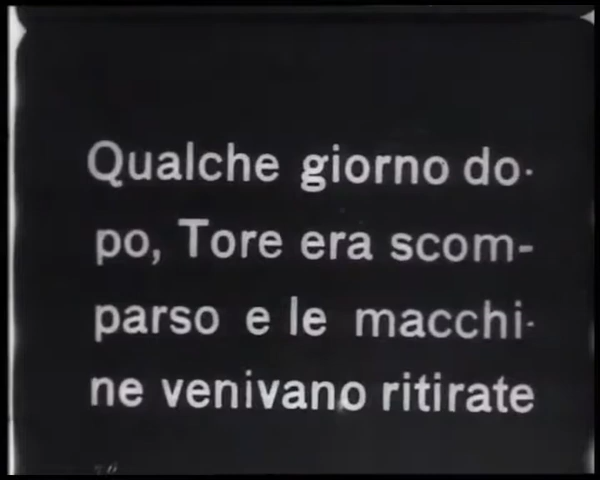 Qualche giorno do-
po, Tore era scom-
parso e le macchi-
ne venivano ritirate